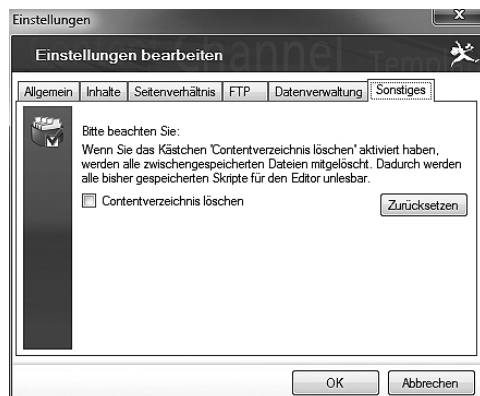 Einstellungen
Einstellungen bearbeiten
Channel
Templ
Allgemein Inhalte Seitenverhältnis FTP Datenverwaltung Sonstiges
Bitte beachten Sie:
Wenn Sie das Kästchen 'Contentverzeichnis löschen' aktiviert haben,
werden alle zwischengespeicherten Dateien mitgelöscht. Dadurch werden
alle bisher gespeicherten Skripte für den Editor unlesbar.
Contentverzeichnis löschen
Zurücksetzen
OK Abbrechen